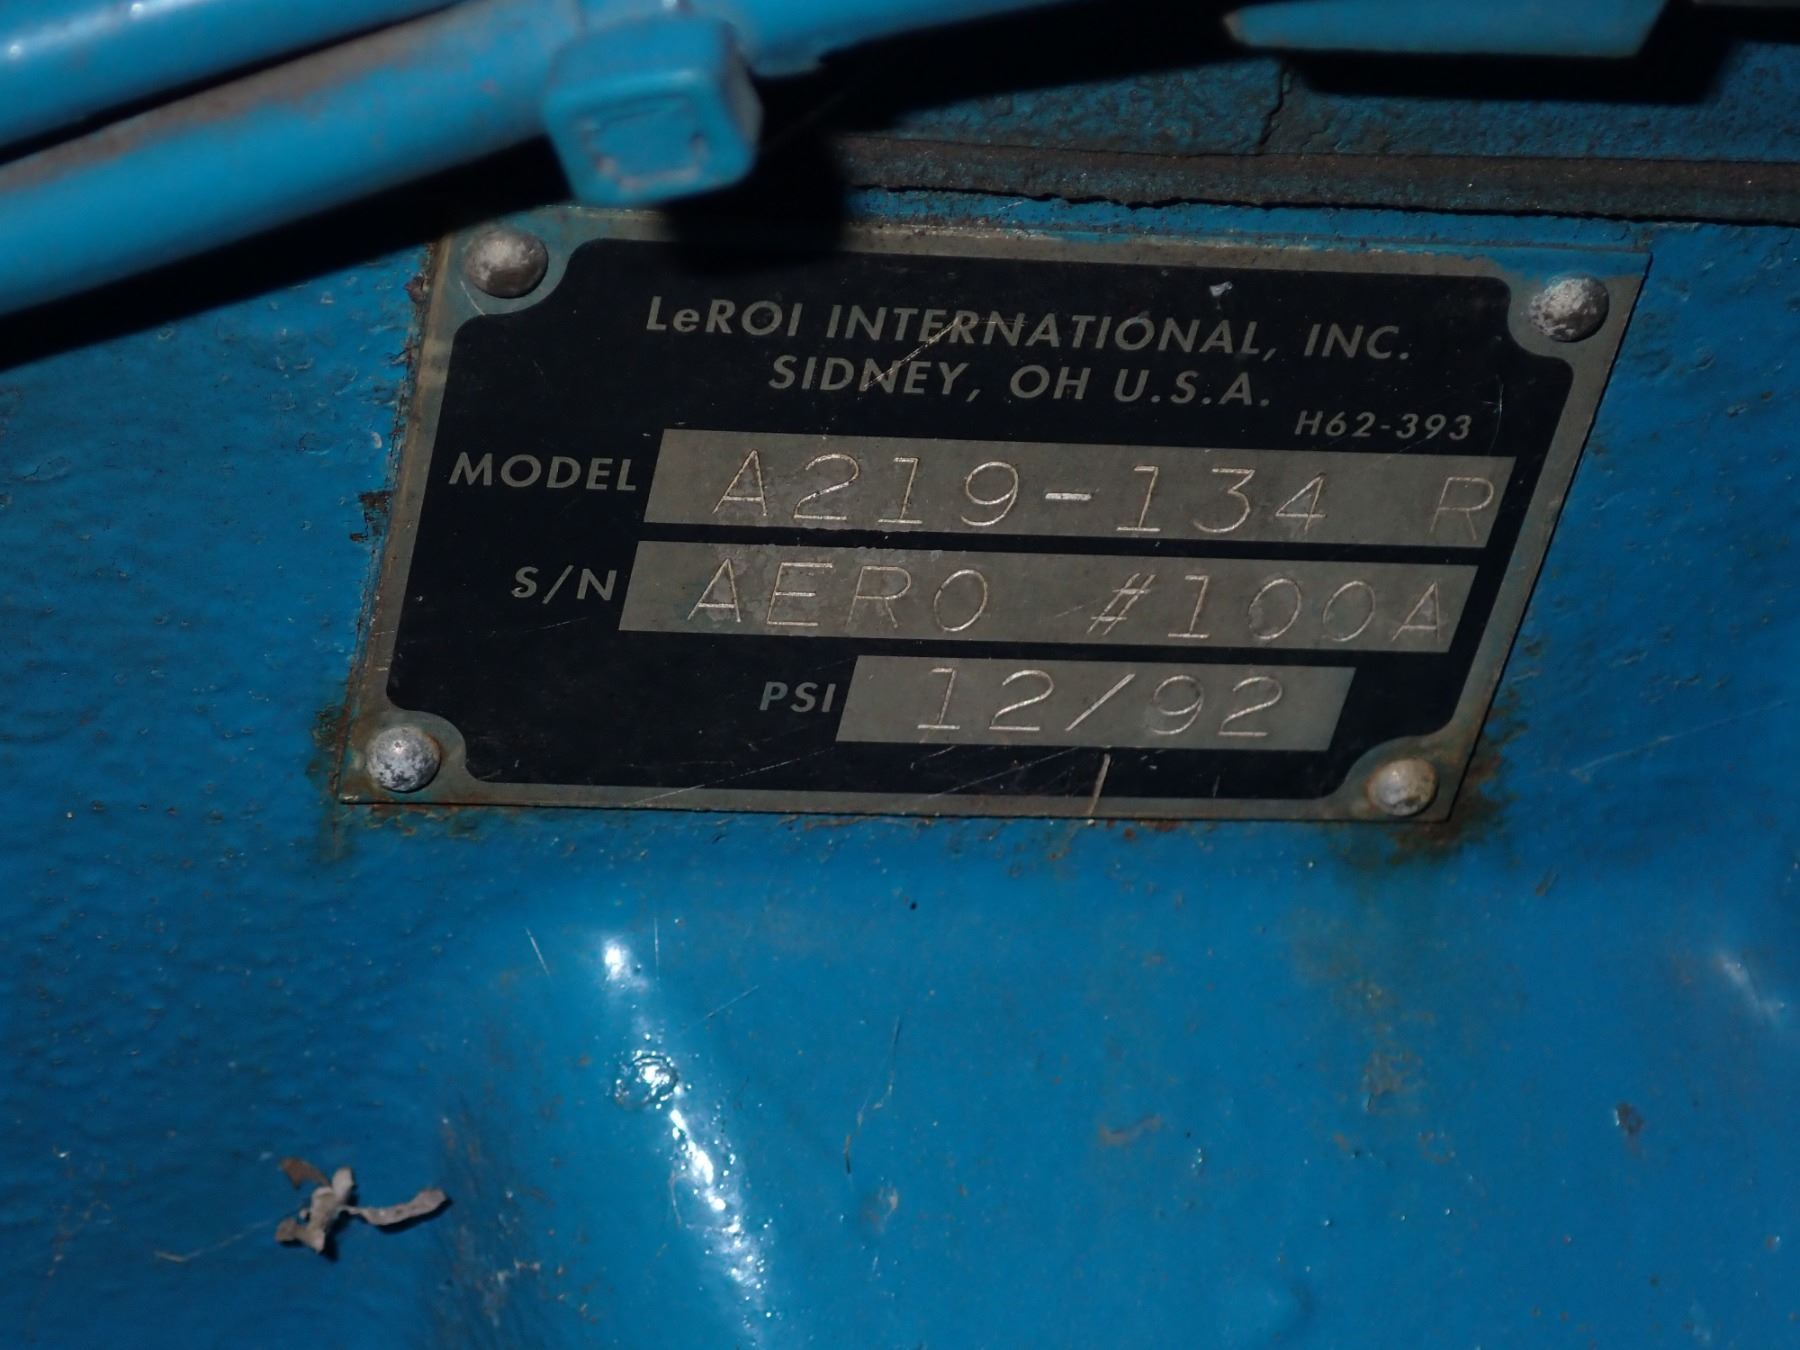 LeROI INTERNATIONAL, INC.
SIDNEY, OH U.S.A.
H62-393
MODEL A219-134 R
S/N AERO #100A
PSI 12/92